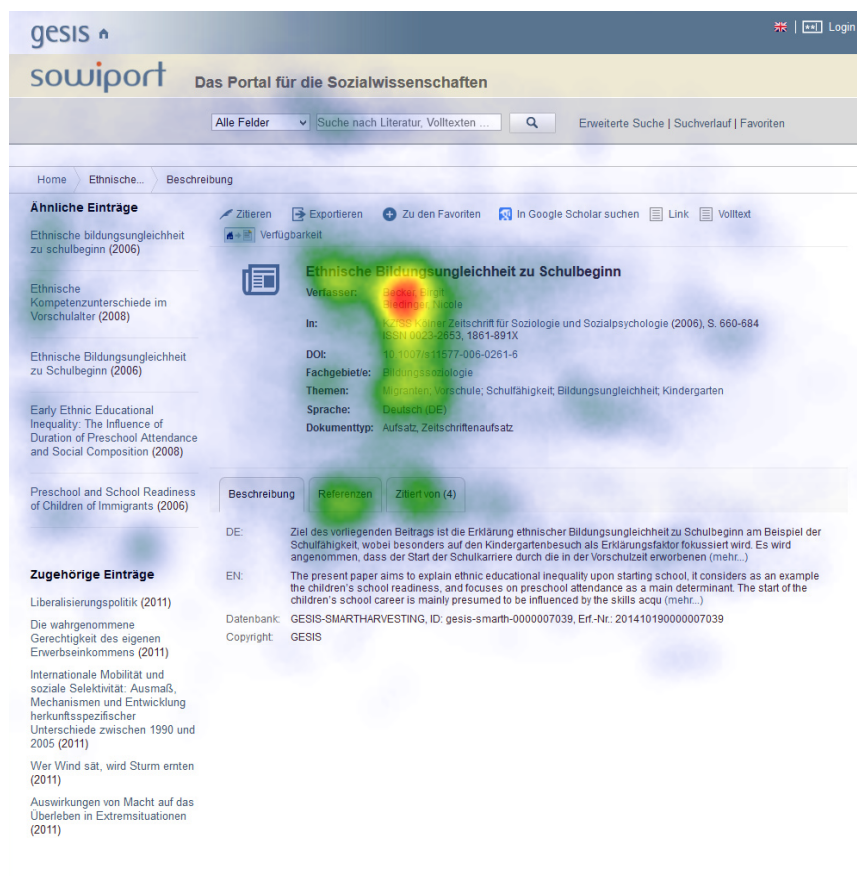 gesis
Login
sowiport Das Portal für die Sozialwissenschaften
Alle Felder Suche nach Literatur, Volltexten ... Erweiterte Suche | Suchverlauf | Favoriten
Home Ethnische... Beschreibung
Ähnliche Einträge
Ethnische bildungsungleichheit
zu schulbeginn (2006)
Ethnische
Kompetenzunterschiede im
Vorschulalter (2008)
Ethnische Bildungsungleichheit
zu Schulbeginn (2006)
Early Ethnic Educational
Inequality: The Influence of
Duration of Preschool Attendance
and Social Composition (2008)
Preschool and School Readiness
of Children of Immigrants (2006)
Zugehörige Einträge
Liberalisierungspolitik (2011)
Die wahrgenommene
Gerechtigkeit des eigenen
Erwerbseinkommens (2011)
Internationale Mobilität und
soziale Selektivität: Ausmaß,
Mechanismen und Entwicklung
herkunftsspezifischer
Unterschiede zwischen 1990 und
2005 (2011)
Wer Wind sät, wird Sturm ernten
(2011)
Auswirkungen von Macht auf das
Überleben in Extremsituationen
(2011)
Zitieren Exportieren Zu den Favoriten In Google Scholar suchen Link Volltext
Verfügbarkeit
Ethnische Bildungsungleichheit zu Schulbeginn
Verfasser: Becker, Birgit
Biedinger, Nicole
In: KZfSS Kölner Zeitschrift für Soziologie und Sozialpsychologie (2006), S. 660-684
ISSN 0023-2653, 1861-891X
DOI: 10.1007/s11577-006-0261-6
Fachgebiet/e: Bildungssoziologie
Themen: Migranten; Vorschule; Schulfähigkeit; Bildungsungleichheit; Kindergarten
Sprache: Deutsch (DE)
Dokumenttyp: Aufsatz, Zeitschriftenaufsatz
Beschreibung Referenzen Zitiert von (4)
DE: Ziel des vorliegenden Beitrags ist die Erklärung ethnischer Bildungsungleichheit zu Schulbeginn am Beispiel der
Schulfähigkeit, wobei besonders auf den Kindergartenbesuch als Erklärungsfaktor fokussiert wird. Es wird
angenommen, dass der Start der Schulkarriere durch die in der Vorschulzeit erworbenen (mehr...)
EN: The present paper aims to explain ethnic educational inequality upon starting school, it considers as an example
the children's school readiness, and focuses on preschool attendance as a main determinant. The start of the
children's school career is mainly presumed to be influenced by the skills acqu (mehr...)
Datenbank: GESIS-SMARTHARVESTING, ID: gesis-smarth-0000007039, Erf.-Nr.: 201410190000007039
Copyright: GESIS